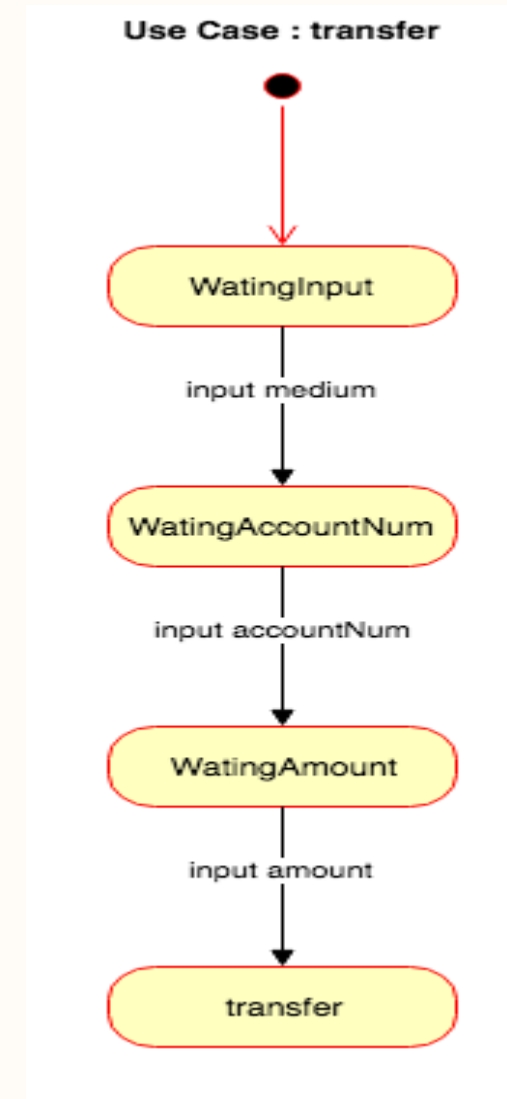 Use Case : transfer
WatingInput
input medium
WatingAccountNum
input accountNum
WatingAmount
input amount
transfer